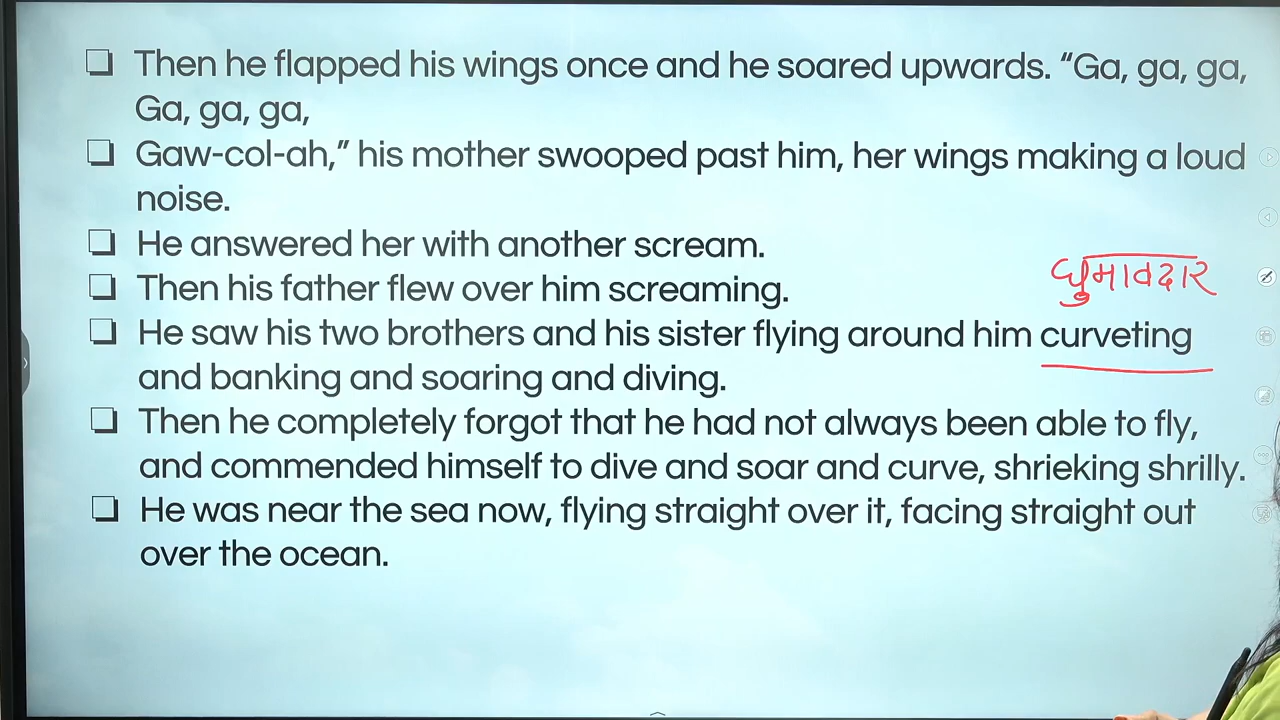 Then he flapped his wings once and he soared upwards. “Ga, ga, ga,
Ga, ga, ga,
Gaw-col-ah,” his mother swooped past him, her wings making a loud
noise.
He answered her with another scream.
Then his father flew over him screaming.
घुमावदार
He saw his two brothers and his sister flying around him curveting
and banking and soaring and diving.
Then he completely forgot that he had not always been able to fly,
and commended himself to dive and soar and curve, shrieking shrilly.
He was near the sea now, flying straight over it, facing straight out
over the ocean.